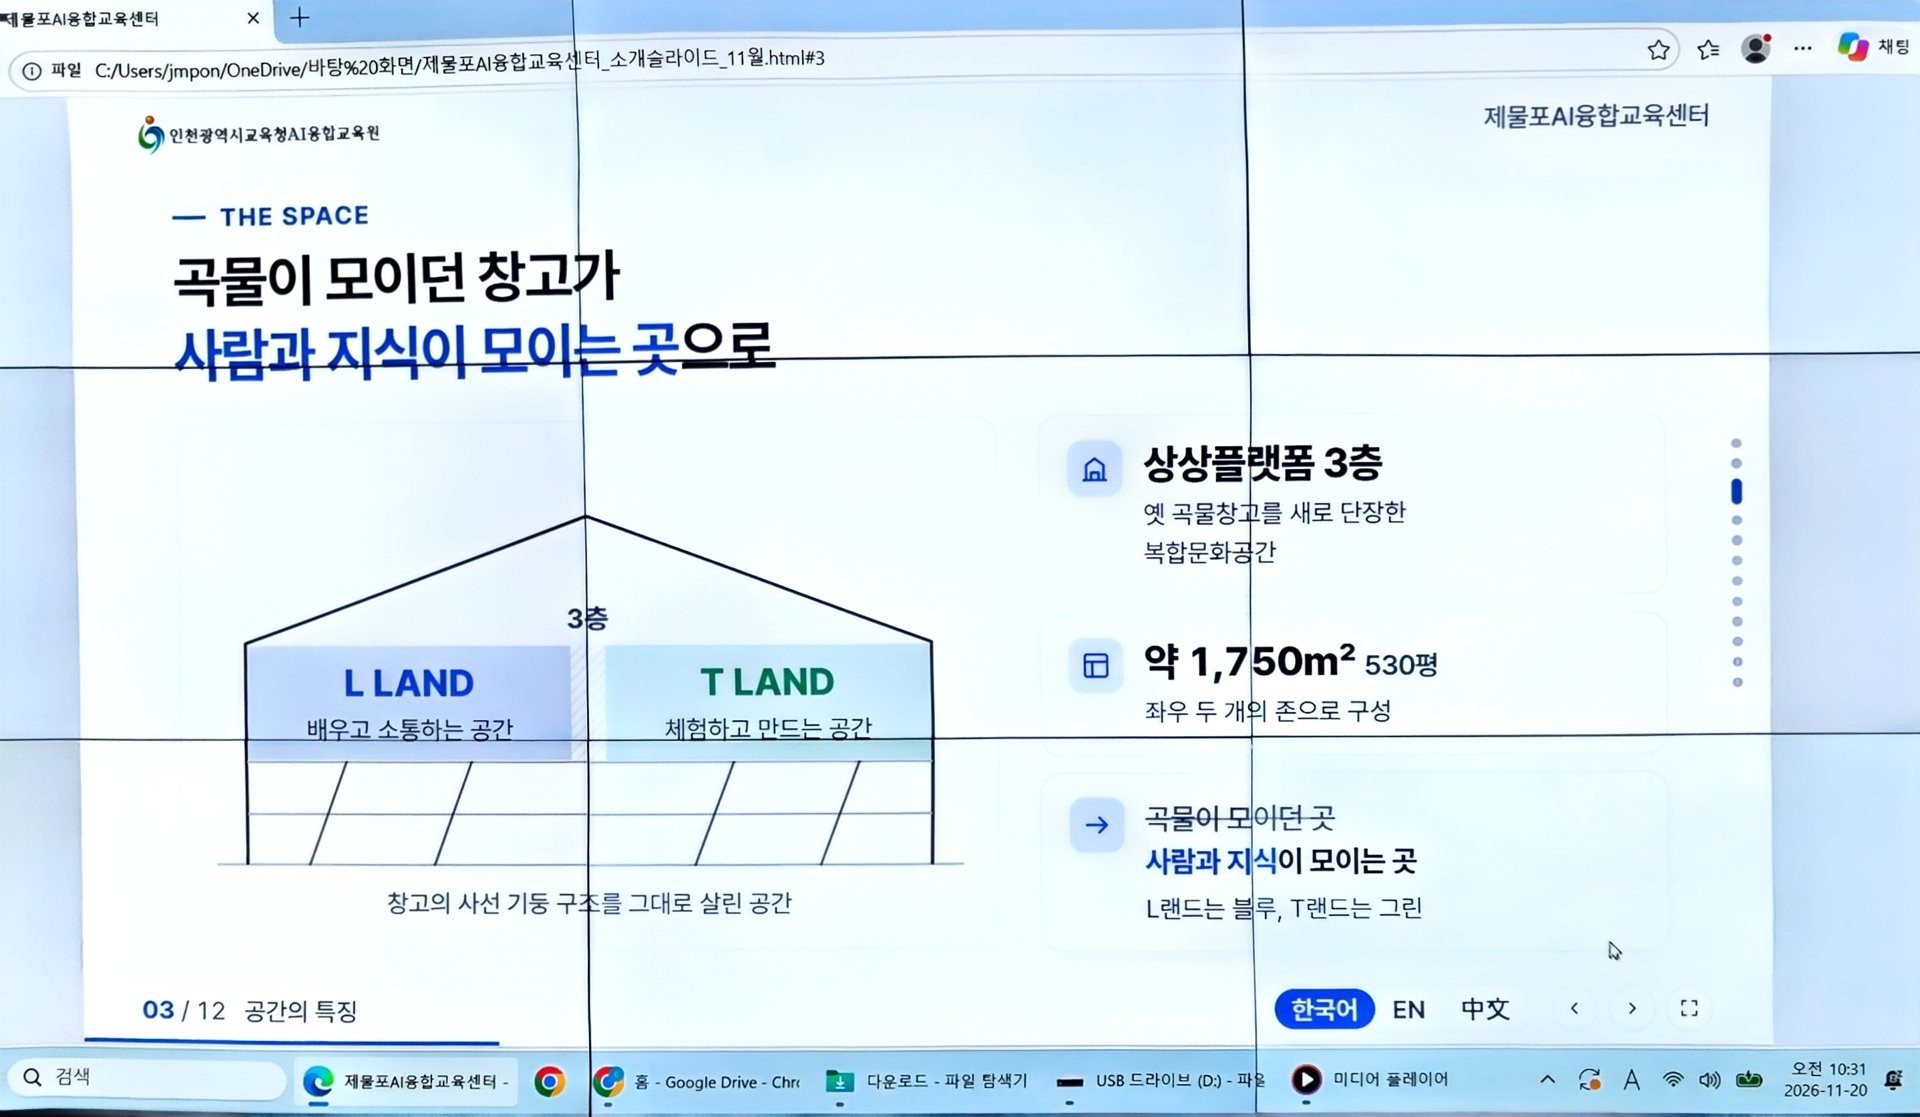 제물포AI융합교육센터
파일 C:/Users/jmpon/OneDrive/바탕%20화면/제물포AI융합교육센터_소개슬라이드_11월.html#3
채팅
인천광역시교육청AI융합교육원
제물포AI융합교육센터
THE SPACE
곡물이 모이던 창고가
사람과 지식이 모이는 곳으로
3층
L LAND
배우고 소통하는 공간
T LAND
체험하고 만드는 공간
창고의 사선 기둥 구조를 그대로 살린 공간
상상플랫폼 3층
옛 곡물창고를 새로 단장한
복합문화공간
약 1,750m² 530평
좌우 두 개의 존으로 구성
곡물이 모이던 곳
사람과 지식이 모이는 곳
L랜드는 블루, T랜드는 그린
03 / 12 공간의 특징
한국어 EN 中文
검색
제물포AI융합교육센터 -
홈 - Google Drive - Chr
다운로드 - 파일 탐색기
USB 드라이브 (D:) - 파일
미디어 플레이어
A
오전 10:31
2026-11-20